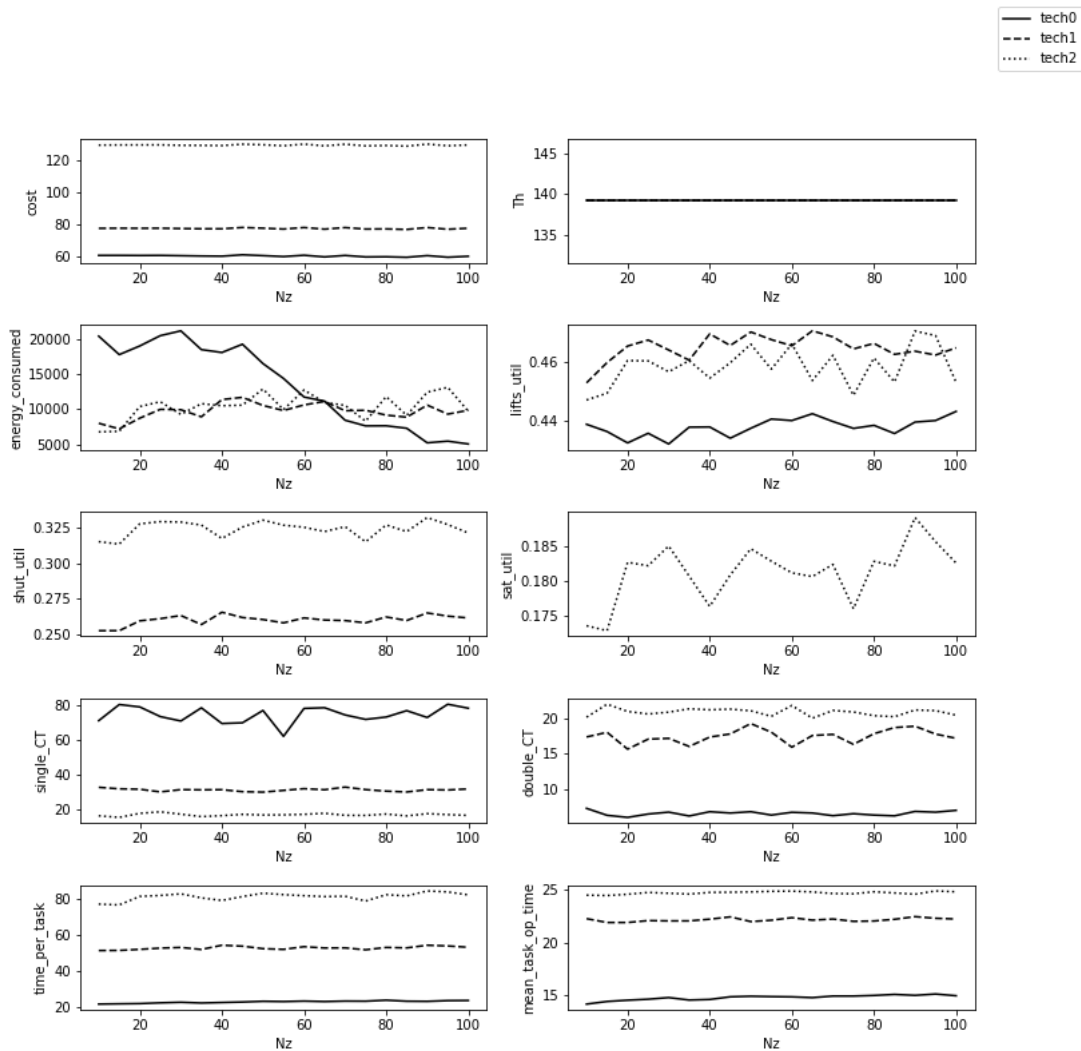 tech0
tech1
tech2
120
100
80
60
cost
20 40 60 80 100
Nz
145
140
135
Th
20 40 60 80 100
Nz
20000
15000
10000
5000
energy_consumed
20 40 60 80 100
Nz
0.46
0.44
lifts_util
20 40 60 80 100
Nz
0.325
0.300
0.275
0.250
shut_util
20 40 60 80 100
Nz
0.185
0.180
0.175
sat_util
20 40 60 80 100
Nz
80
60
40
20
single_CT
20 40 60 80 100
Nz
20
15
10
double_CT
20 40 60 80 100
Nz
80
60
40
20
time_per_task
20 40 60 80 100
Nz
25
20
15
mean_task_op_time
20 40 60 80 100
Nz